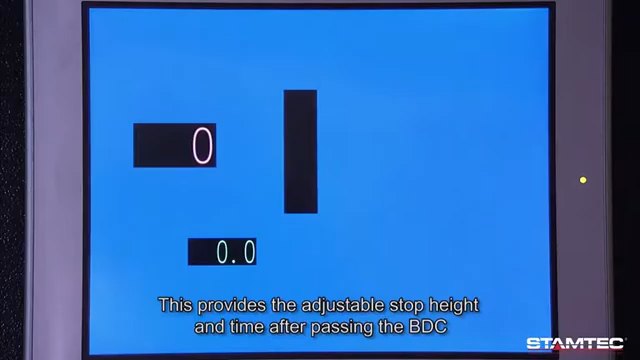 0
0.0
This provides the adjustable stop height
and time after passing the BDC
STAMTEC